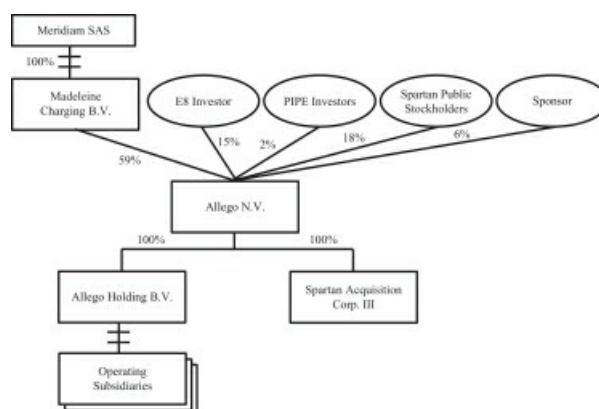 Meridiam SAS
100%
Madeleine
Charging B.V.
E8 Investor
PIPE Investors
Spartan Public
Stockholders
Sponsor
59%
15%
2%
18%
6%
Allego N.V.
100%
100%
Allego Holding B.V.
Spartan Acquisition
Corp. III
Operating
Subsidiaries